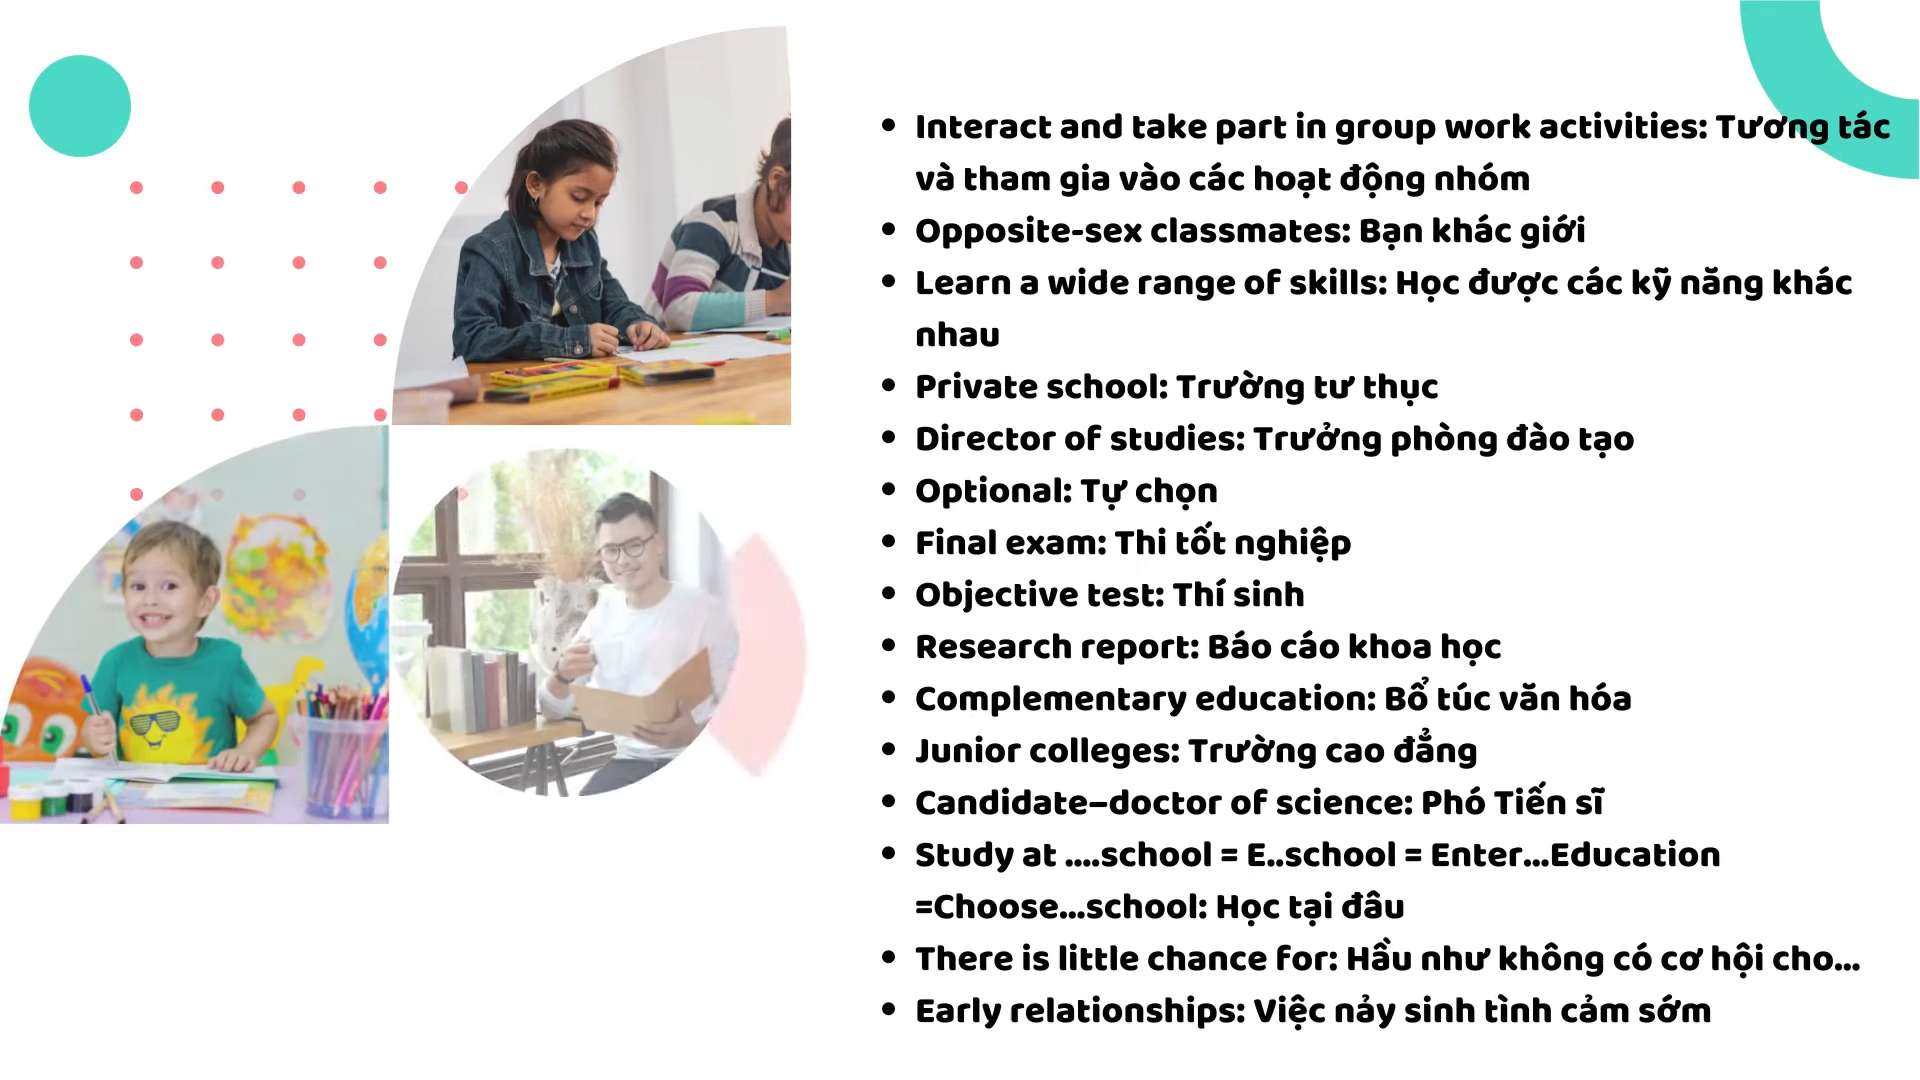 Interact and take part in group work activities: Tương tác
và tham gia vào các hoạt động nhóm
Opposite-sex classmates: Bạn khác giới
Learn a wide range of skills: Học được các kỹ năng khác
nhau
Private school: Trường tư thục
Director of studies: Trưởng phòng đào tạo
Optional: Tự chọn
Final exam: Thi tốt nghiệp
Objective test: Thí sinh
Research report: Báo cáo khoa học
Complementary education: Bổ túc văn hóa
Junior colleges: Trường cao đẳng
Candidate–doctor of science: Phó Tiến sĩ
Study at ....school = E..school = Enter...Education
=Choose...school: Học tại đâu
There is little chance for: Hầu như không có cơ hội cho...
Early relationships: Việc nảy sinh tình cảm sớm